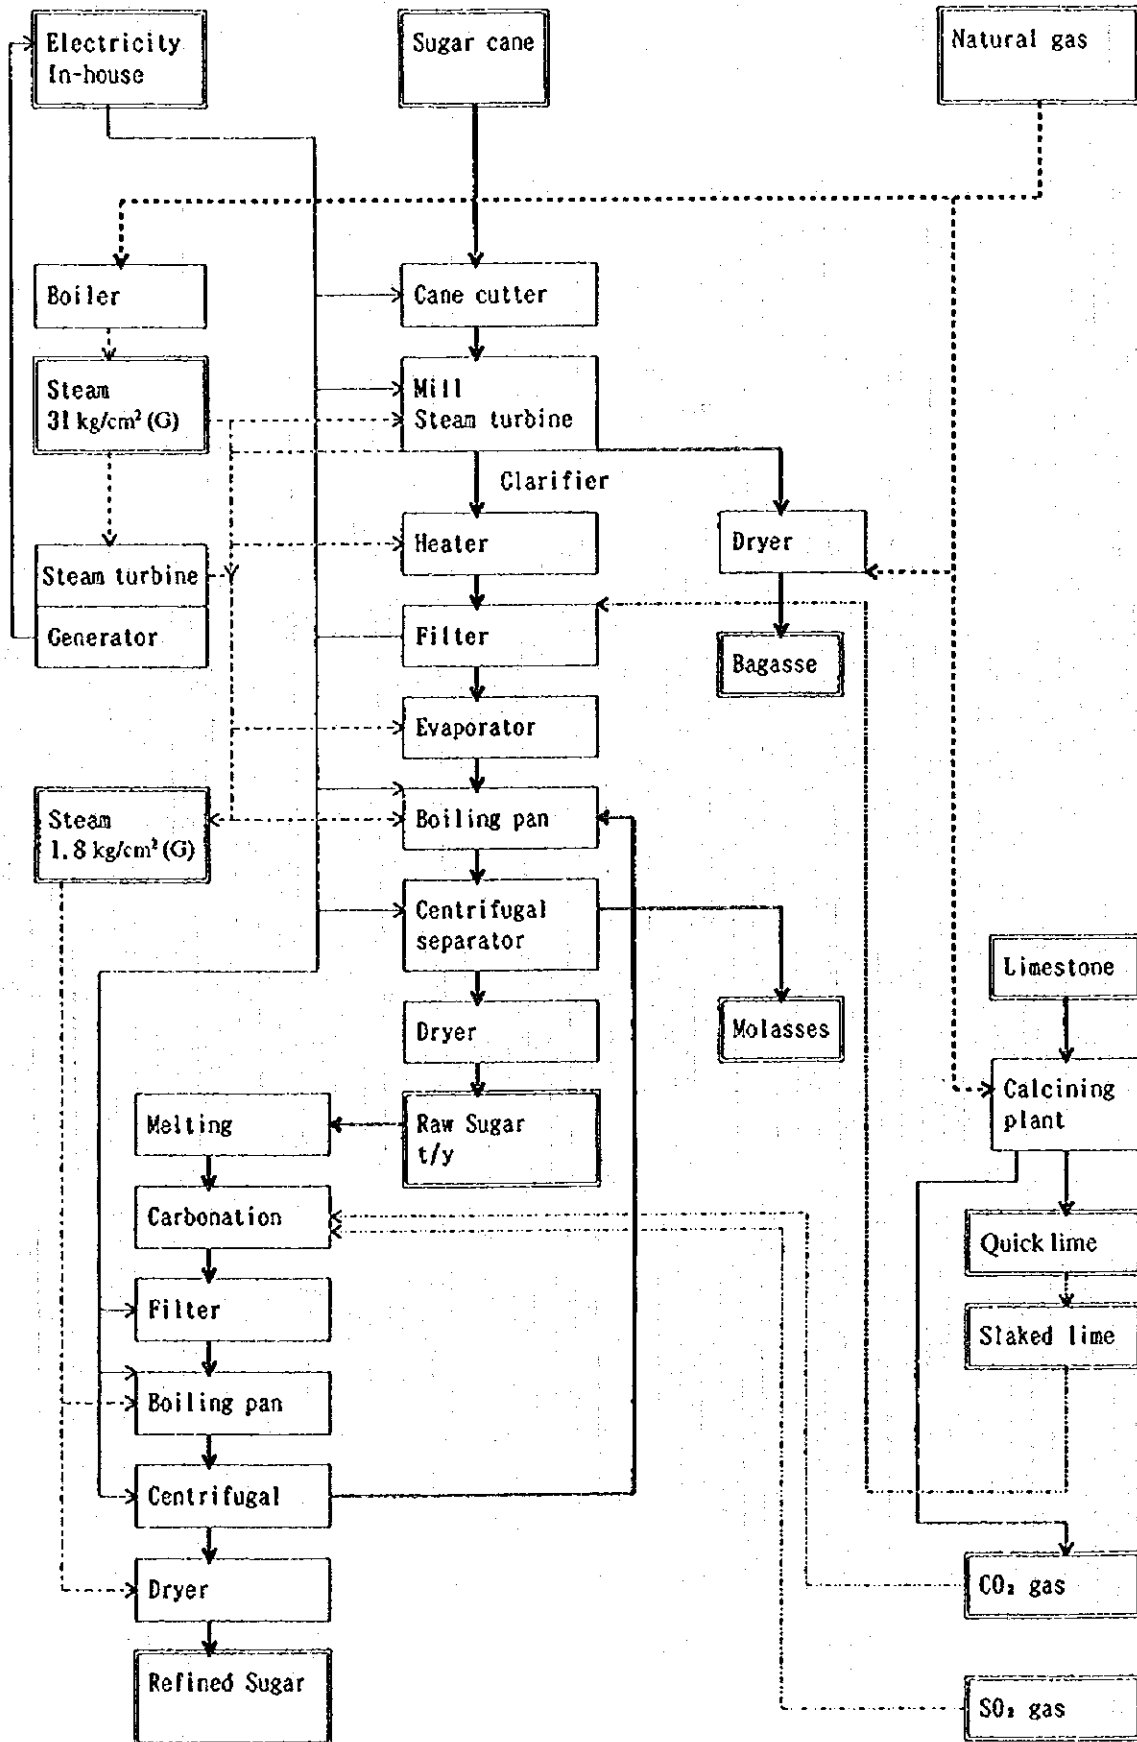 Electricity
In-house
Sugar cane
Natural gas
Boiler
Cane cutter
Steam
31 kg/cm² (G)
Mill
Steam turbine
Clarifier
Steam turbine
Generator
Heater
Dryer
Filter
Bagasse
Evaporator
Steam
1.8 kg/cm² (G)
Boiling pan
Centrifugal
separator
Limestone
Dryer
Molasses
Calcining
plant
Melting
Raw Sugar
t/y
Carbonation
Quick lime
Filter
Slaked lime
Boiling pan
Centrifugal
Dryer
CO₂ gas
Refined Sugar
SO₂ gas